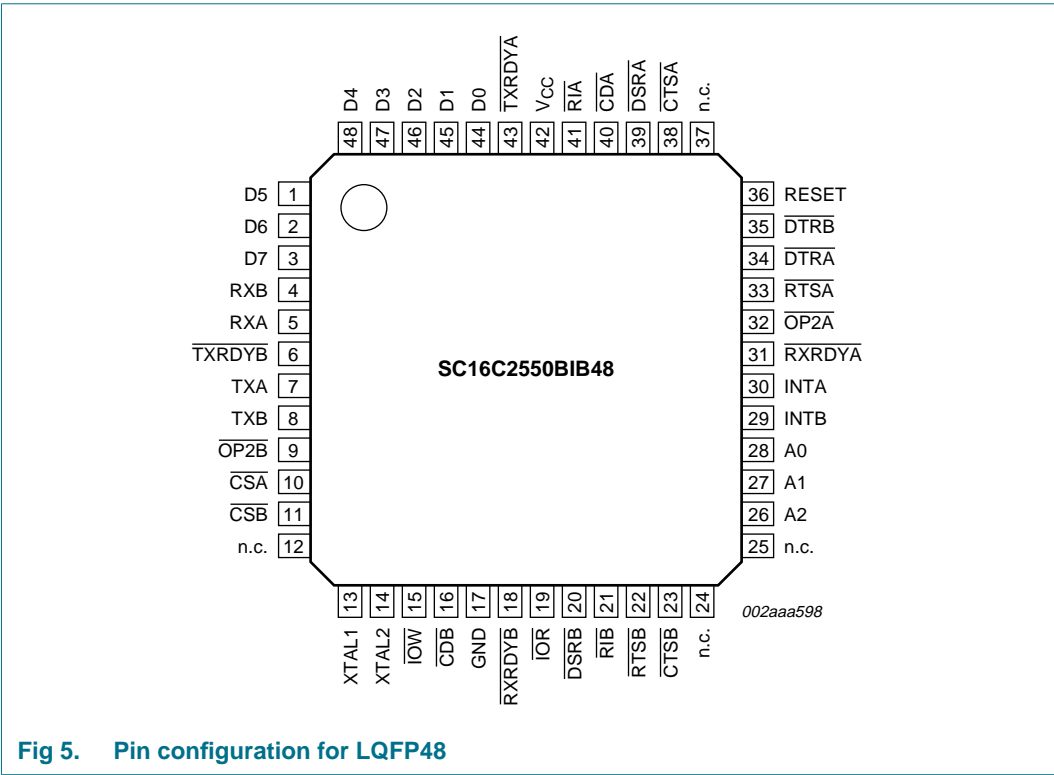 D4
D3
D2
D1
D0
TXRDYA
VCC
RIA
CDA
DSRA
CTSA
n.c.
48
47
46
45
44
43
42
41
40
39
38
37
D5 1
D6 2
D7 3
RXB 4
RXA 5
TXRDYB 6
TXA 7
TXB 8
OP2B 9
CSA 10
CSB 11
n.c. 12
SC16C2550BIB48
36 RESET
35 DTRB
34 DTRA
33 RTSA
32 OP2A
31 RXRDYA
30 INTA
29 INTB
28 A0
27 A1
26 A2
25 n.c.
13
14
15
16
17
18
19
20
21
22
23
24
XTAL1
XTAL2
IOW
CDB
GND
RXRDYB
IOR
DSRB
RIB
RTSB
CTSB
n.c.
002aaa598
Fig 5. Pin configuration for LQFP48